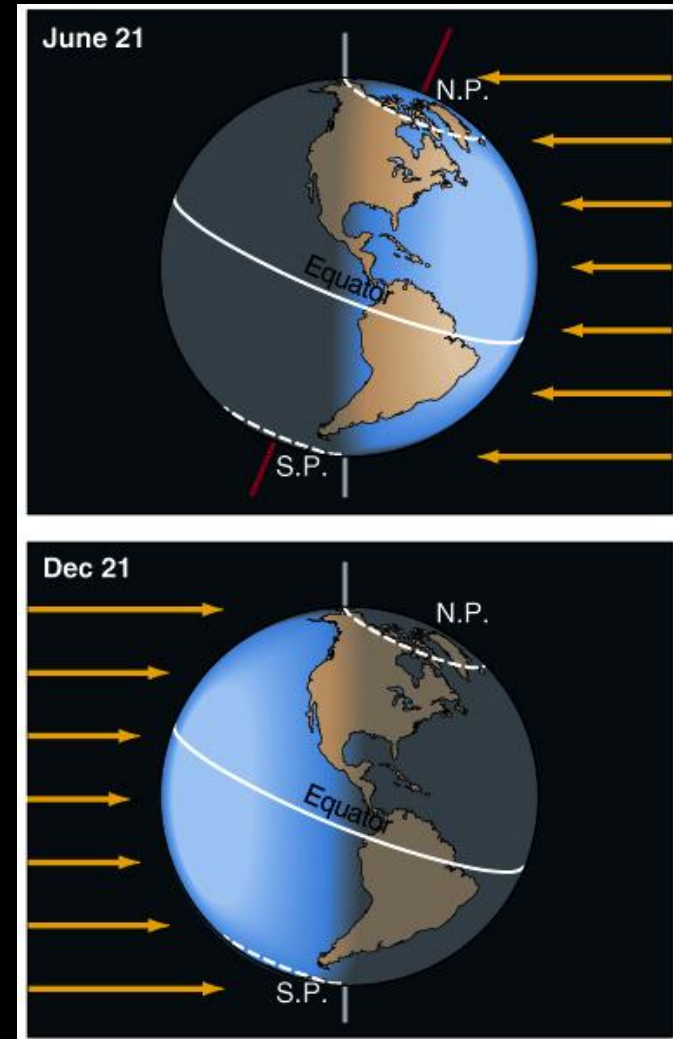 June 21
N.P.
Equator
S.P.
Dec 21
N.P.
Equator
S.P.